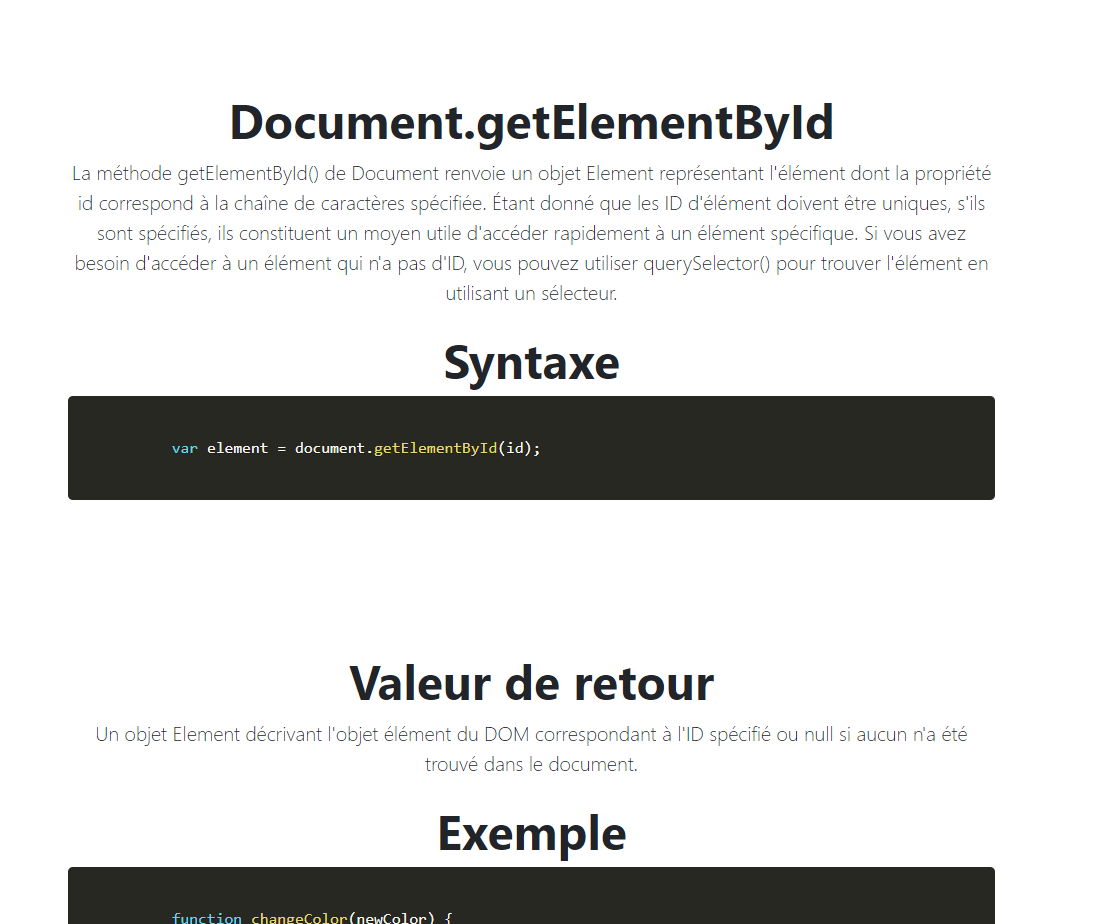 Document.getElementById
La méthode getElementById() de Document renvoie un objet Element représentant l'élément dont la propriété
id correspond à la chaîne de caractères spécifiée. Étant donné que les ID d'élément doivent être uniques, s'ils
sont spécifiés, ils constituent un moyen utile d'accéder rapidement à un élément spécifique. Si vous avez
besoin d'accéder à un élément qui n'a pas d'ID, vous pouvez utiliser querySelector() pour trouver l'élément en
utilisant un sélecteur.
Syntaxe
var element = document.getElementById(id);
Valeur de retour
Un objet Element décrivant l'objet élément du DOM correspondant à l'ID spécifié ou null si aucun n'a été
trouvé dans le document.
Exemple
function changeColor(newColor) {